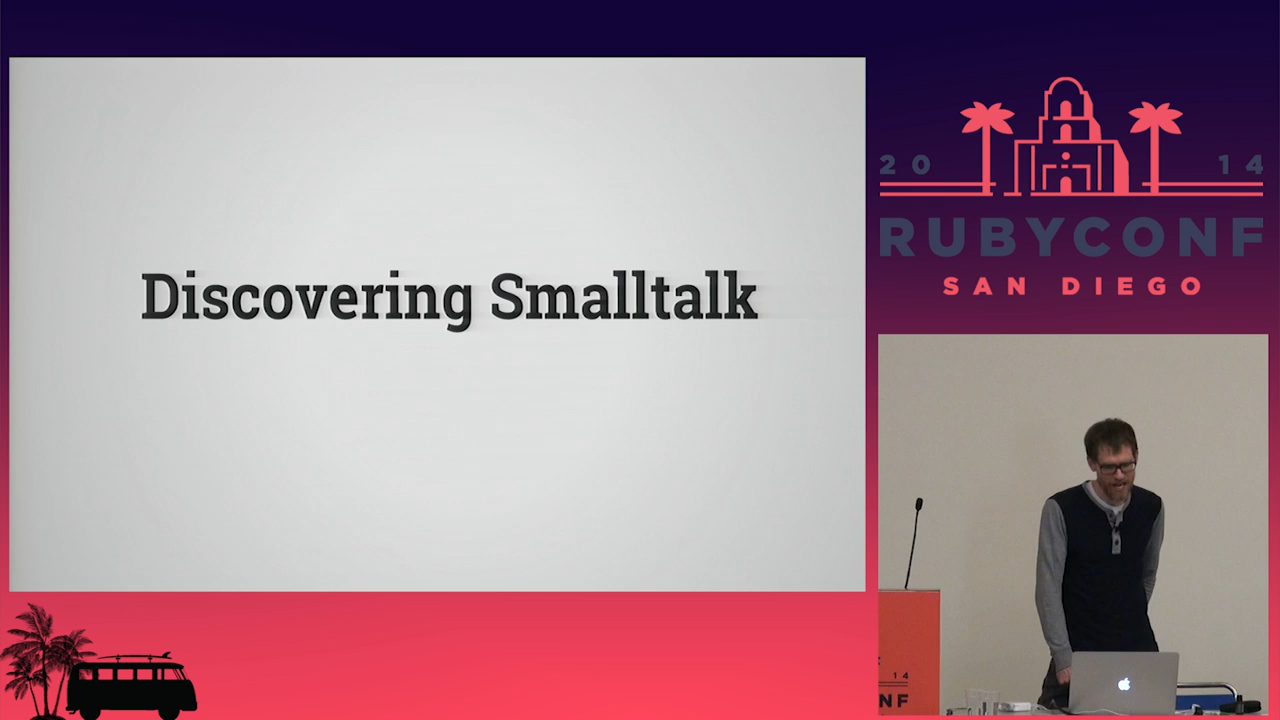 Discovering Smalltalk
20 14
RUBYCONF
SAN DIEGO
14
NF